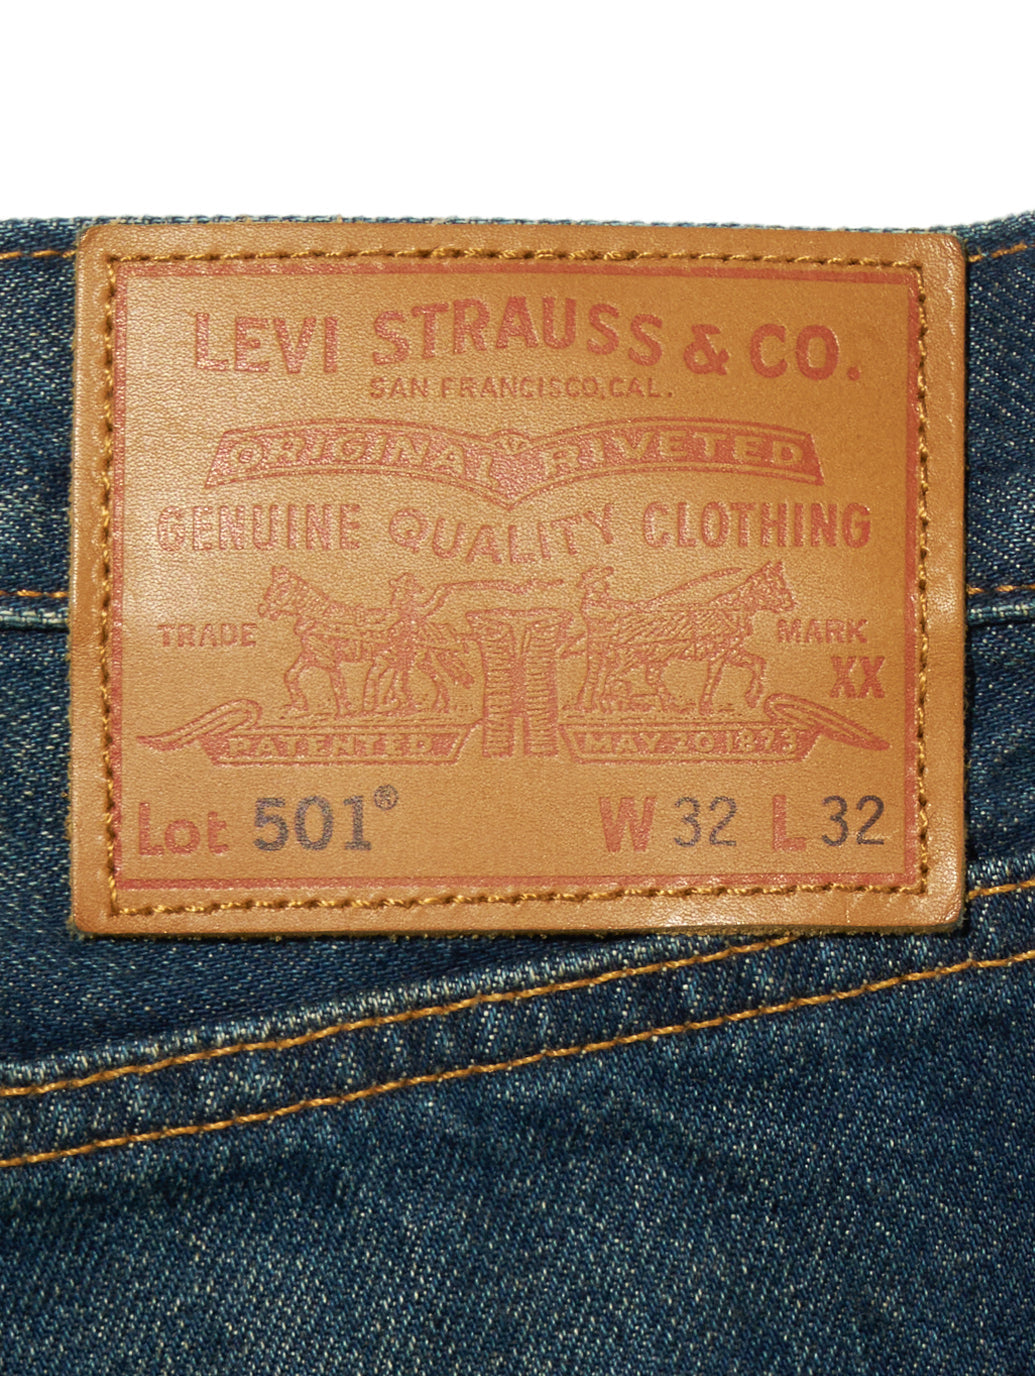 LEVI STRAUSS & CO.
SAN FRANCISCO, CAL.
ORIGINAL RIVETED
GENUINE QUALITY CLOTHING
TRADE MARK
XX
PATENTED MAY 20 1873
Lot 501® W 32 L 32